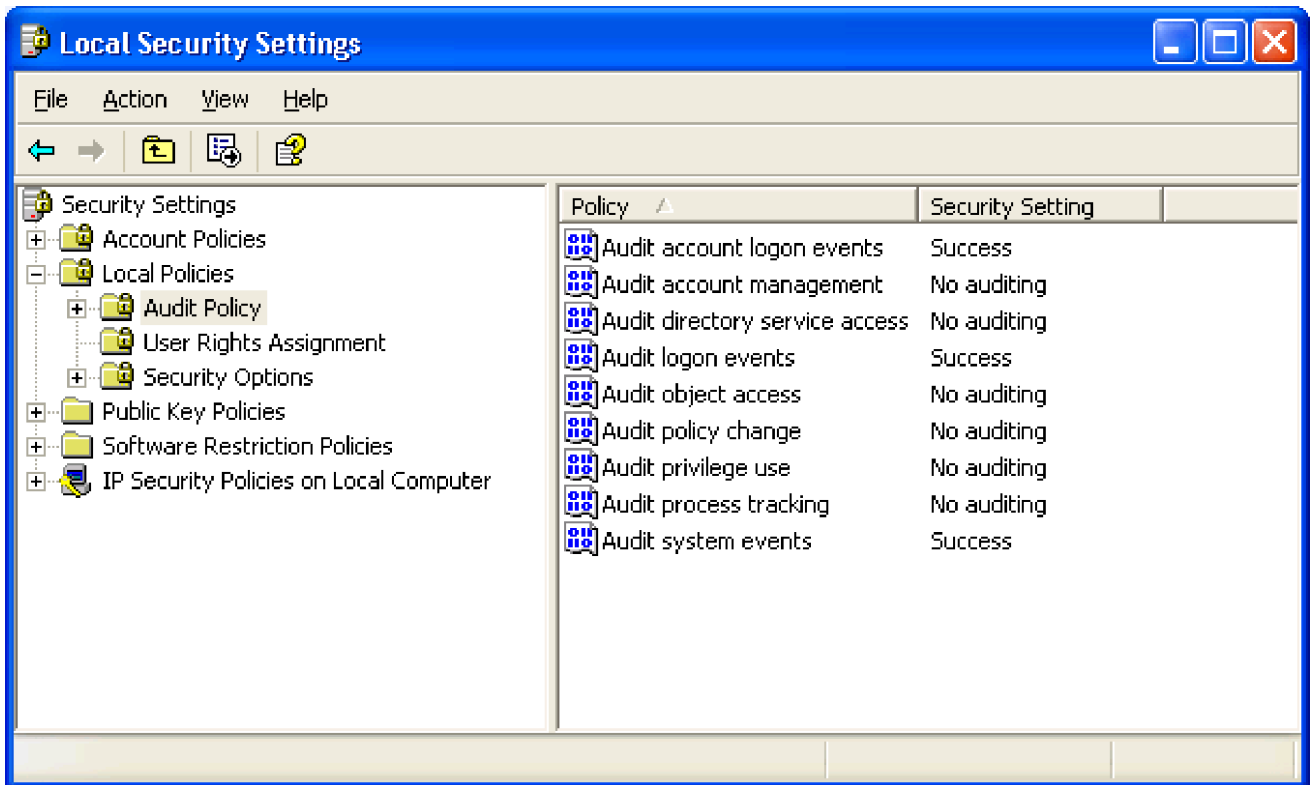 Local Security Settings
File Action View Help
Security Settings
Account Policies
Local Policies
Audit Policy
User Rights Assignment
Security Options
Public Key Policies
Software Restriction Policies
IP Security Policies on Local Computer
Policy Security Setting
Audit account logon events Success
Audit account management No auditing
Audit directory service access No auditing
Audit logon events Success
Audit object access No auditing
Audit policy change No auditing
Audit privilege use No auditing
Audit process tracking No auditing
Audit system events Success